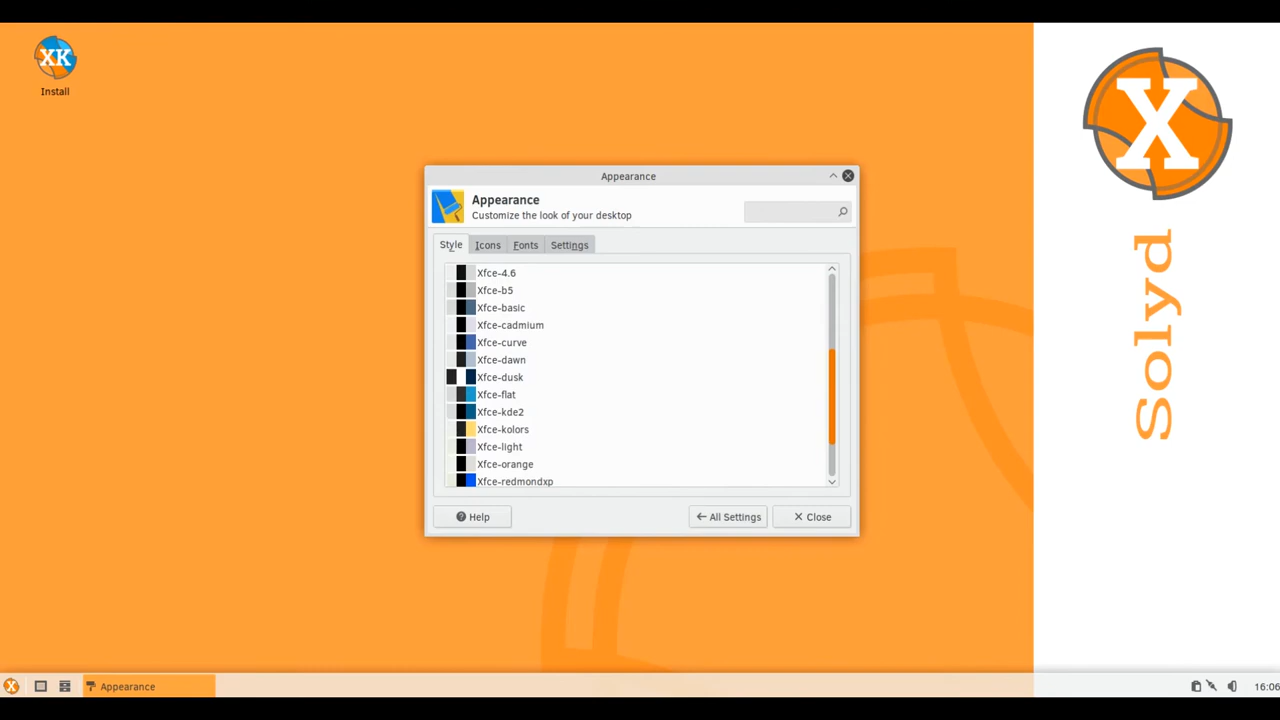 XK
Install
X
Solyd
Appearance
Appearance
Customize the look of your desktop
Style
Icons
Fonts
Settings
Xfce-4.6
Xfce-b5
Xfce-basic
Xfce-cadmium
Xfce-curve
Xfce-dawn
Xfce-dusk
Xfce-flat
Xfce-kde2
Xfce-kolors
Xfce-light
Xfce-orange
Xfce-redmondxp
Help
All Settings
Close
X
Appearance
16:06